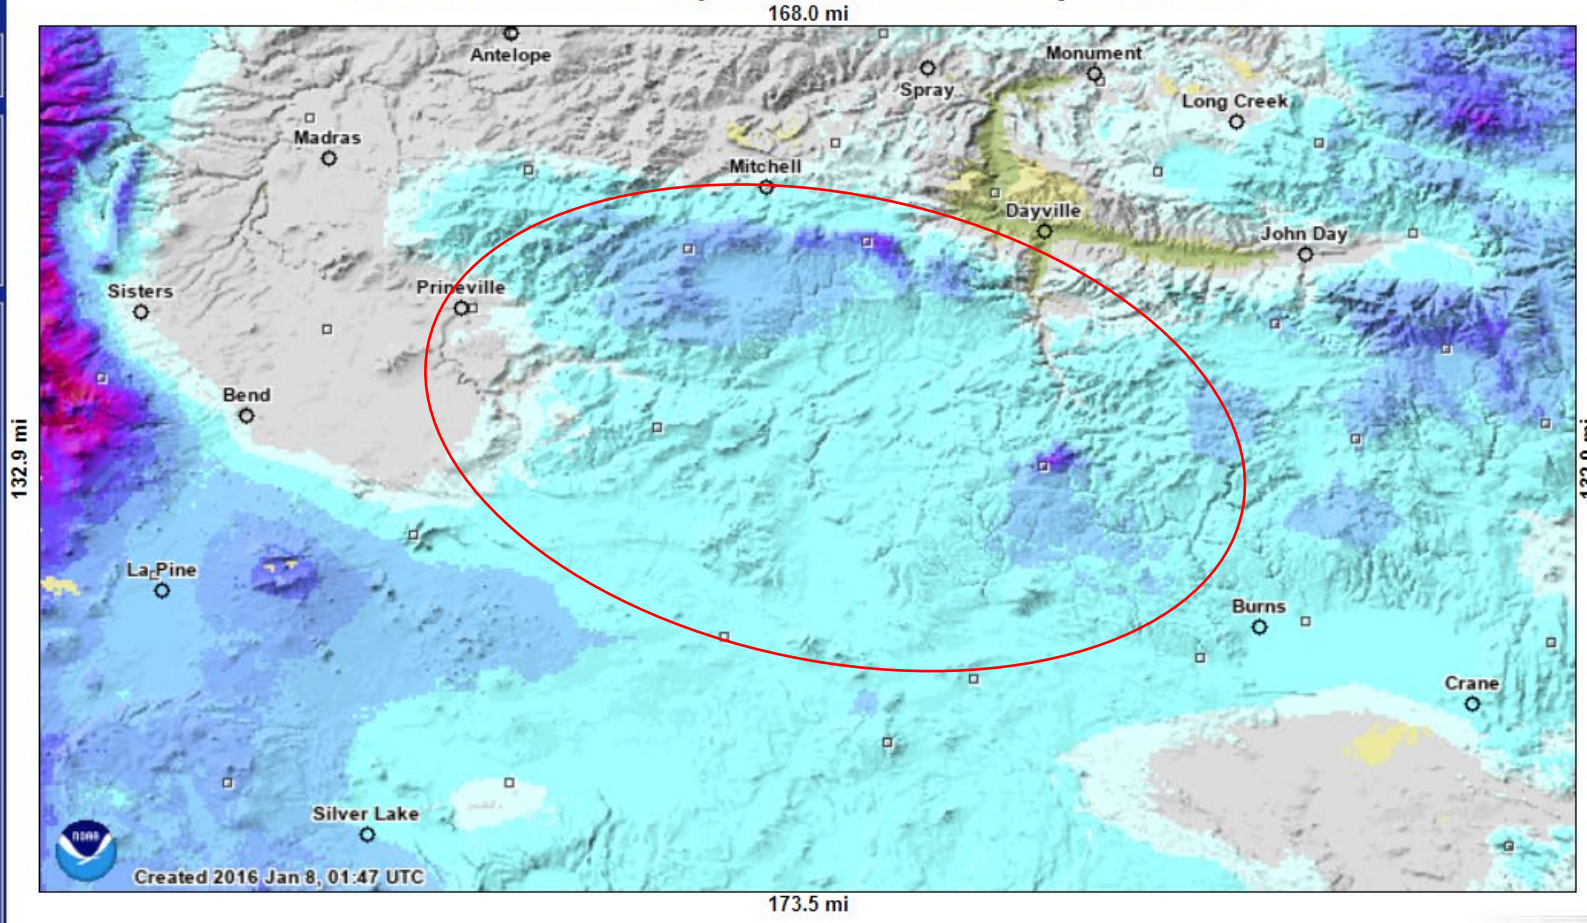 168.0 mi
Antelope
Monument
Spray
Long Creek
Madras
Mitchell
Dayville
John Day
Prineville
Sisters
Bend
132.9 mi
La Pine
Burns
Crane
Silver Lake
NOAA
Created 2016 Jan 8, 01:47 UTC
173.5 mi